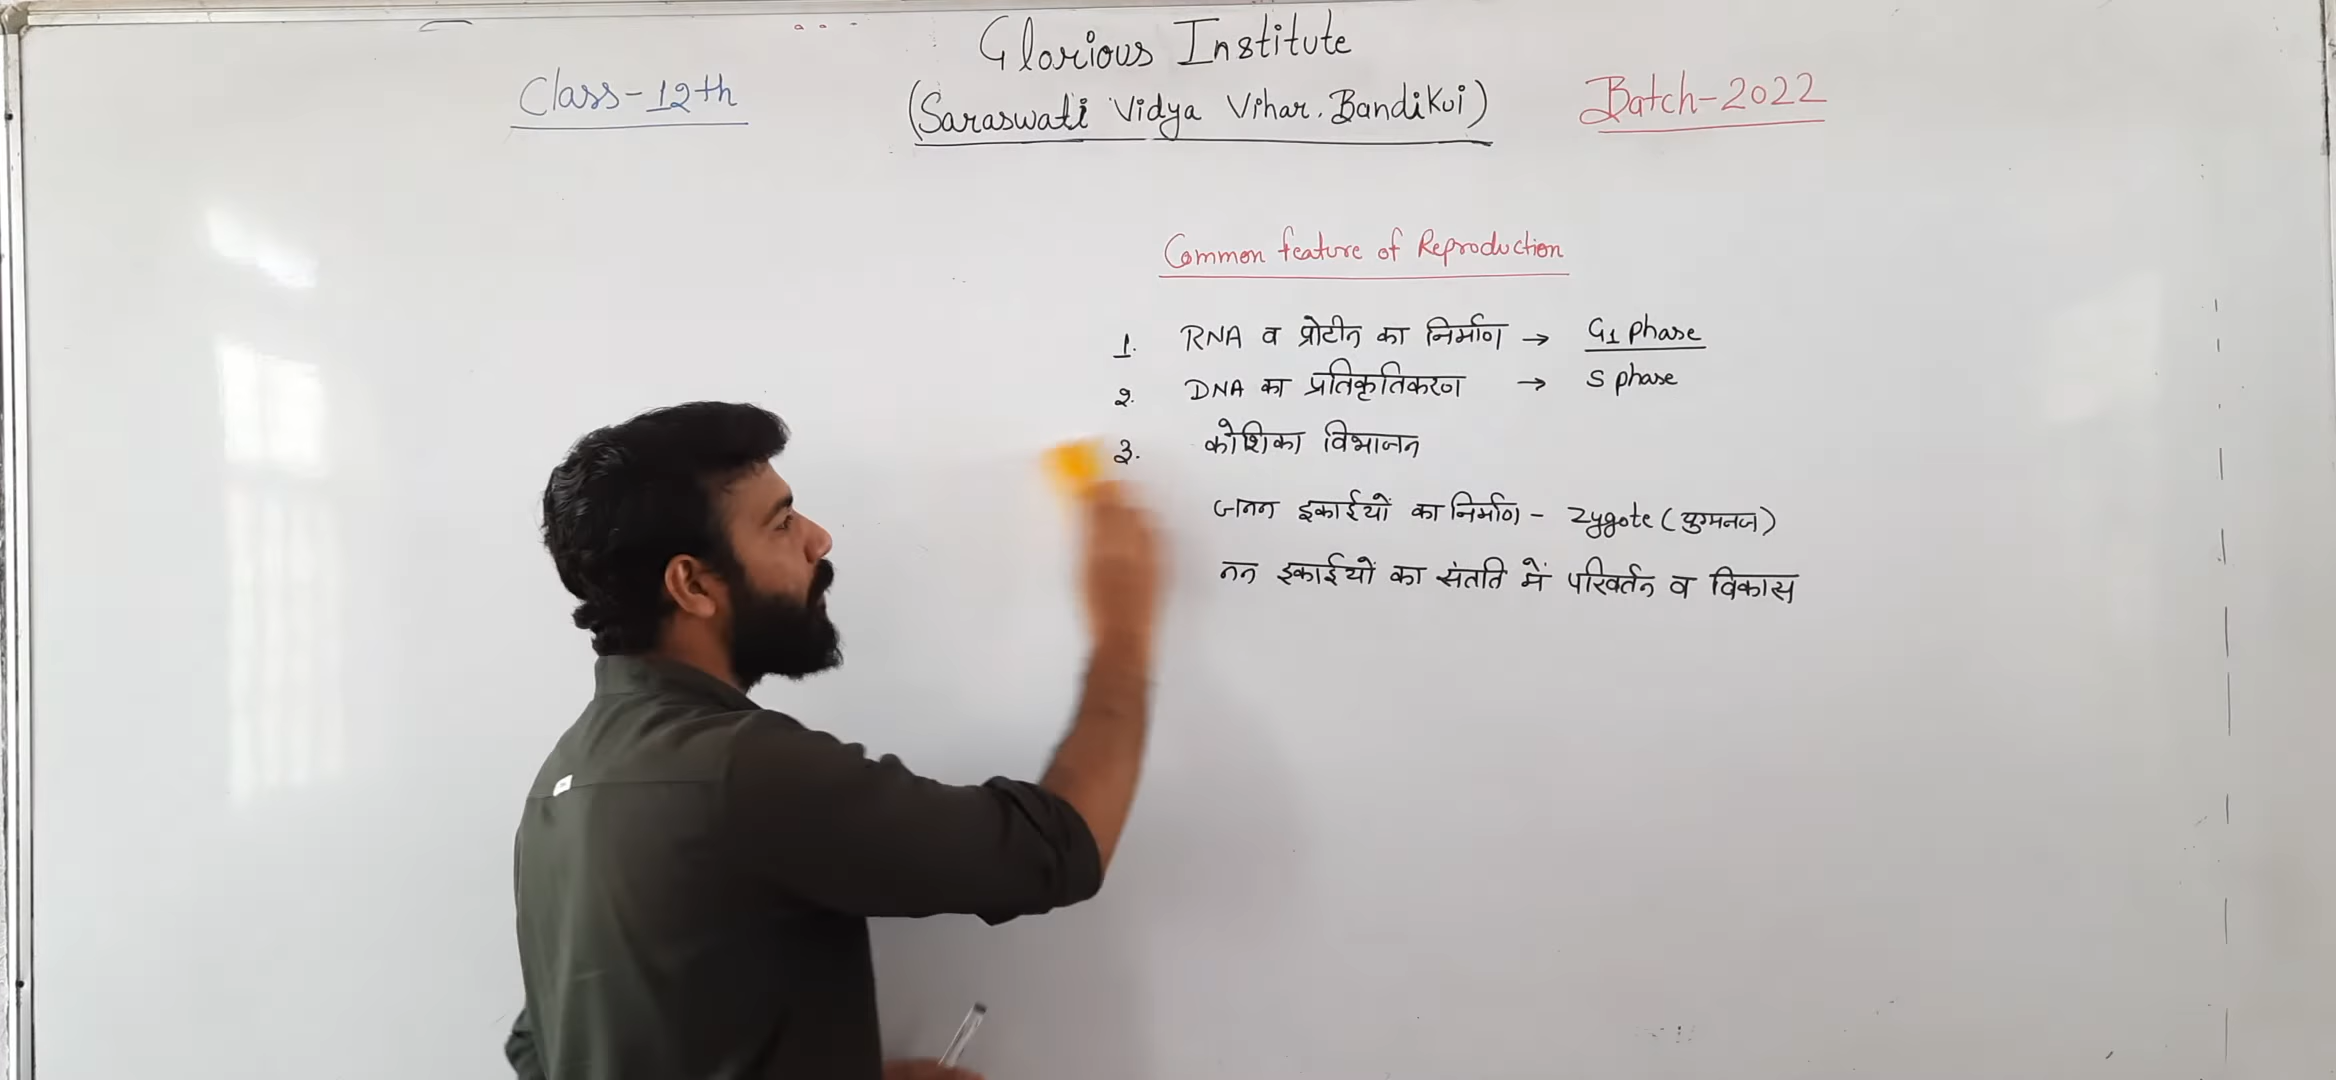 Glorious Institute
Class-12th
(Saraswati Vidya Vihar, Bandikui)
Batch-2022
Common feature of Reproduction
1. RNA व प्रोटीन का निर्माण → G1 phase
2. DNA का प्रतिकृतिकरण → S phase
3. कोशिका विभाजन
जनन इकाईयों का निर्माण - Zygote (युग्मनज)
नन इकाईयों का संतति में परिवर्तन व विकास